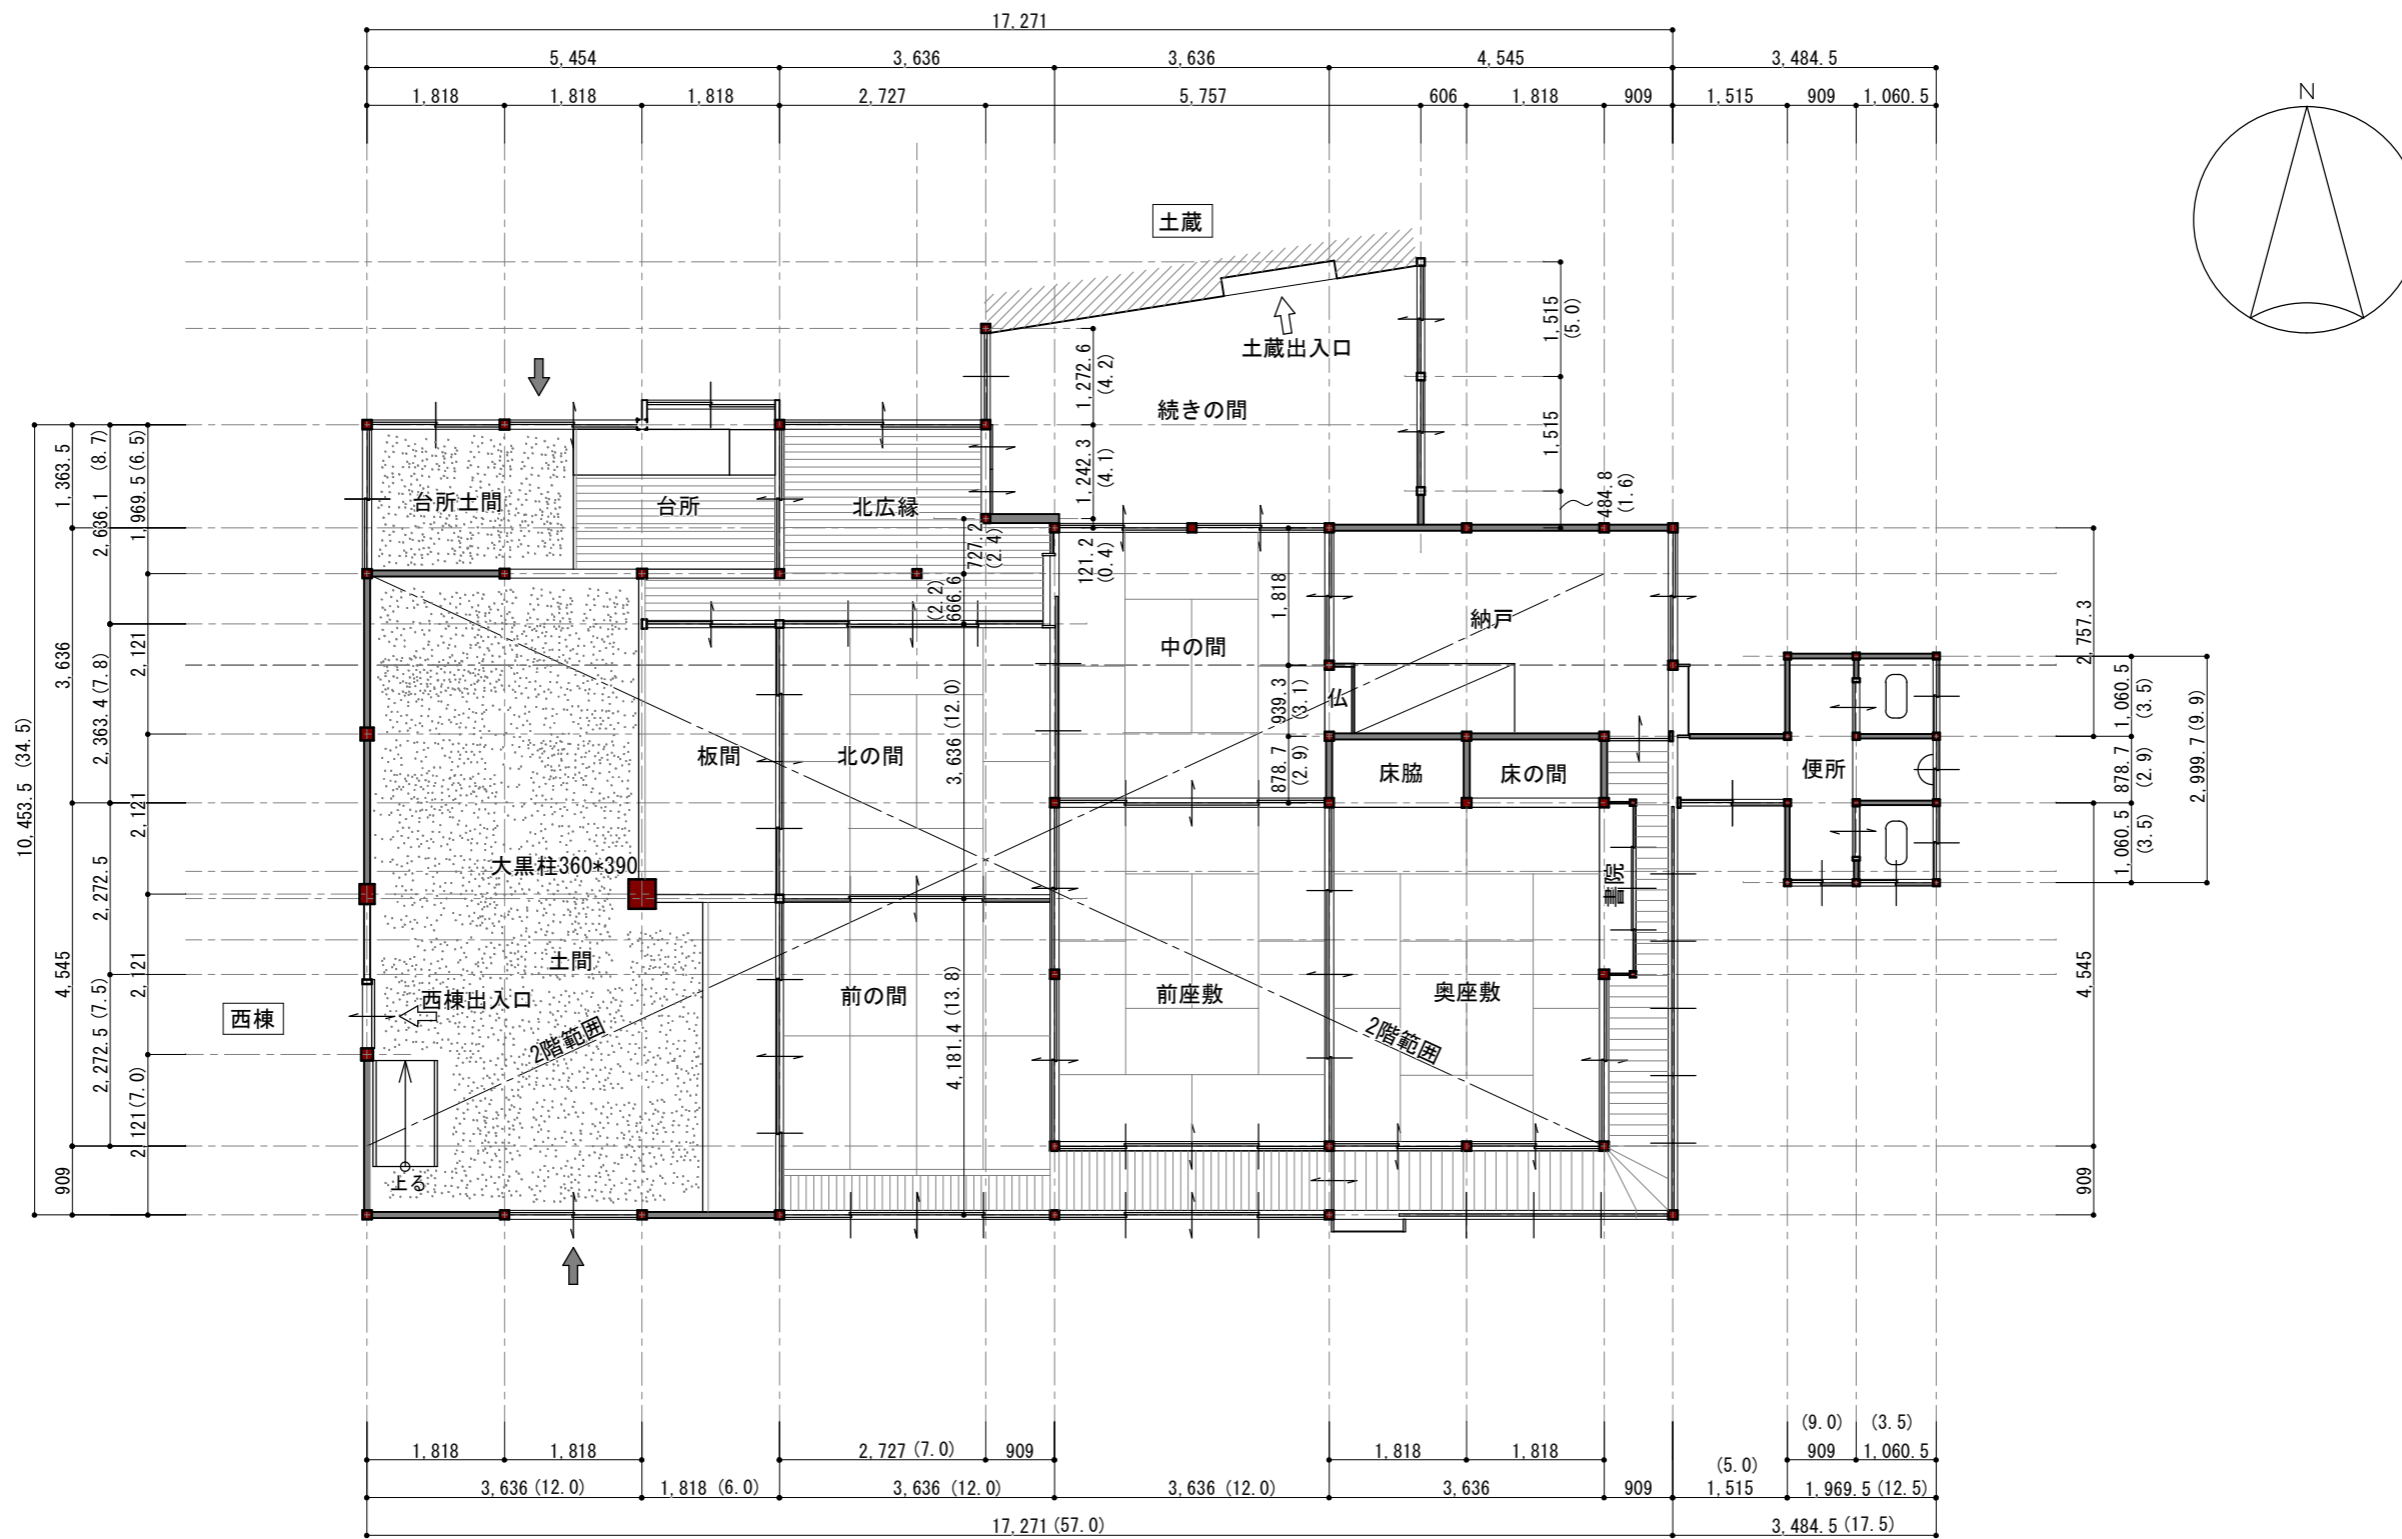 17,271
5,454 3,636 3,636 4,545 3,484.5
1,818 1,818 1,818 2,727 5,757 606 1,818 909 1,515 909 1,060.5
N
土蔵
土蔵出入口
続きの間
1,272.6
(4.2)
1,242.3
(4.1)
1,515
(5.0)
1,515
484.8
(1.6)
10,453.5 (34.5)
1,363.5
3,636
4,545
909
2,636.1 (8.7)
2,363.4 (7.8)
2,272.5
2,272.5 (7.5)
1,969.5 (6.5)
2,121
2,121
2,121
2,121 (7.0)
台所土間
台所
北広縁
727.2
(2.4)
666.6
(2.2)
121.2
(0.4)
1,818
939.3
(3.1)
878.7
(2.9)
中の間
納戸
仏
板間
北の間
3,636 (12.0)
床脇
床の間
便所
大黒柱360*390
書院
土間
西棟出入口
西棟
前の間
4,181.4 (13.8)
前座敷
奥座敷
2階範囲
2階範囲
上る
2,757.3
4,545
909
1,060.5
(3.5)
878.7
(2.9)
1,060.5
(3.5)
2,999.7 (9.9)
(9.0) (3.5)
1,818 1,818 2,727 (7.0) 909 1,818 1,818 909 1,060.5
(5.0)
3,636 (12.0) 1,818 (6.0) 3,636 (12.0) 3,636 (12.0) 3,636 909 1,515 1,969.5 (12.5)
17,271 (57.0) 3,484.5 (17.5)